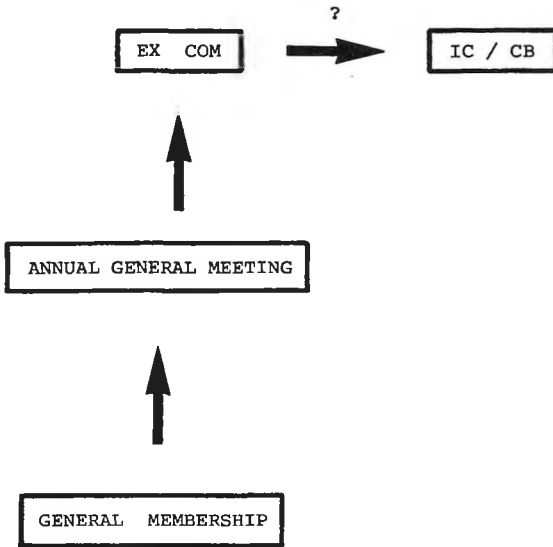 ?
EX COM
IC / CB
ANNUAL GENERAL MEETING
GENERAL MEMBERSHIP